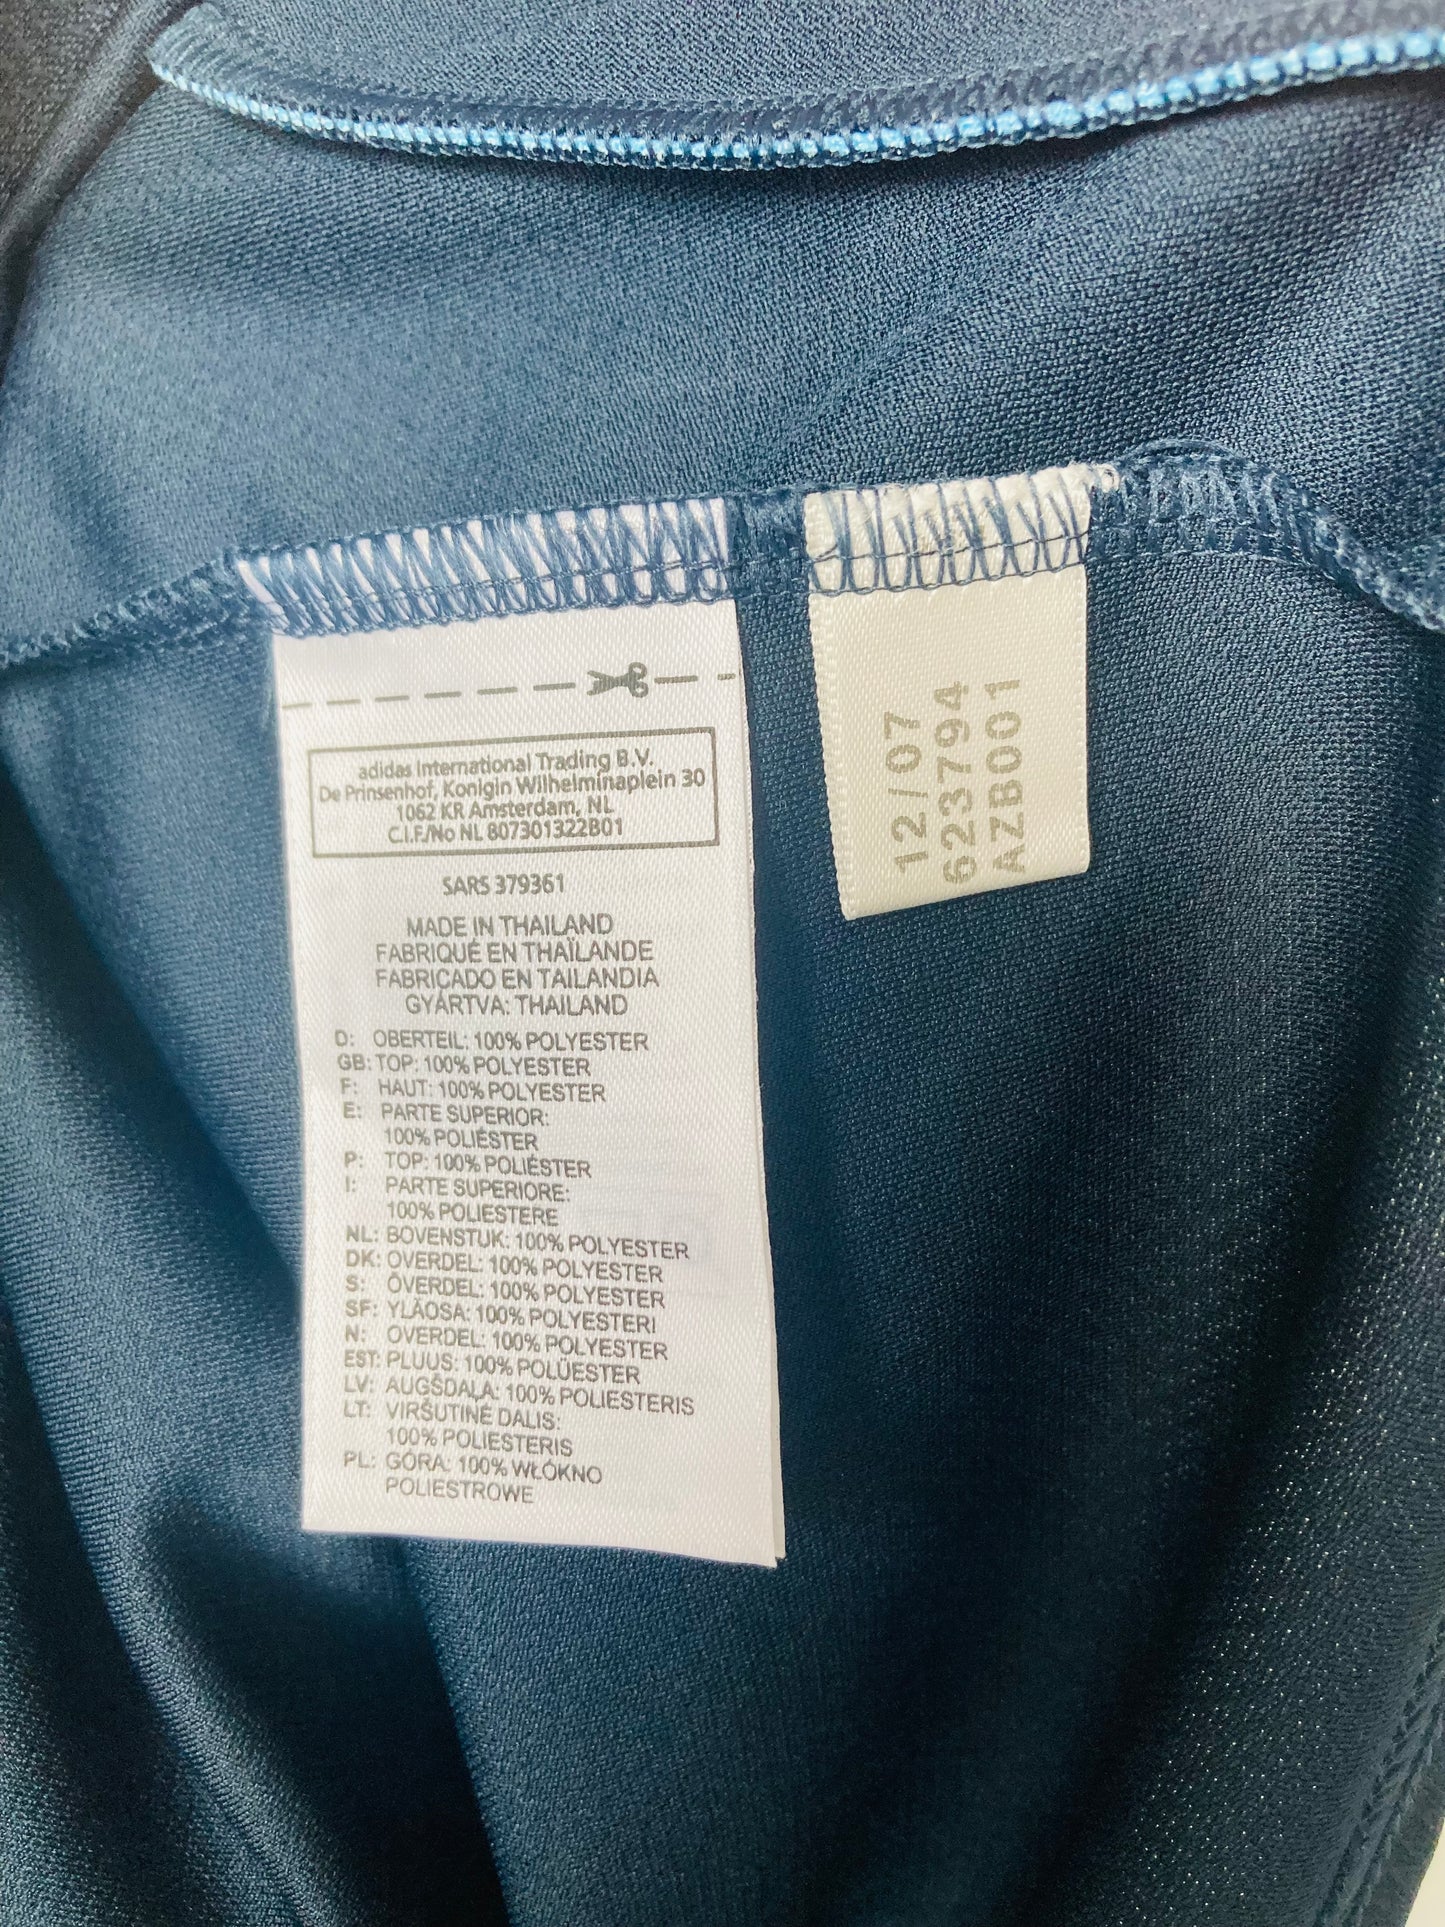 adidas International Trading B.V.
De Prinsenhof, Konigin Wilhelminaplein 30
1062 KR Amsterdam, NL
C.I.F./No NL 807301322B01
SARS 379361
MADE IN THAILAND
FABRIQUÉ EN THAÏLANDE
FABRICADO EN TAILANDIA
GYÁRTVA: THAILAND
D: OBERTEIL: 100% POLYESTER
GB: TOP: 100% POLYESTER
F: HAUT: 100% POLYESTER
E: PARTE SUPERIOR:
100% POLIÉSTER
P: TOP: 100% POLIÉSTER
I: PARTE SUPERIORE:
100% POLIESTERE
NL: BOVENSTUK: 100% POLYESTER
DK: OVERDEL: 100% POLYESTER
S: ÖVERDEL: 100% POLYESTER
SF: YLÄOSA: 100% POLYESTERI
N: OVERDEL: 100% POLYESTER
EST: PLUUS: 100% POLÜESTER
LV: AUGŠDAĻA: 100% POLIESTERIS
LT: VIRŠUTINĖ DALIS:
100% POLIESTERIS
PL: GÓRA: 100% WŁÓKNO
POLIESTROWE
12/07
623794
AZB001